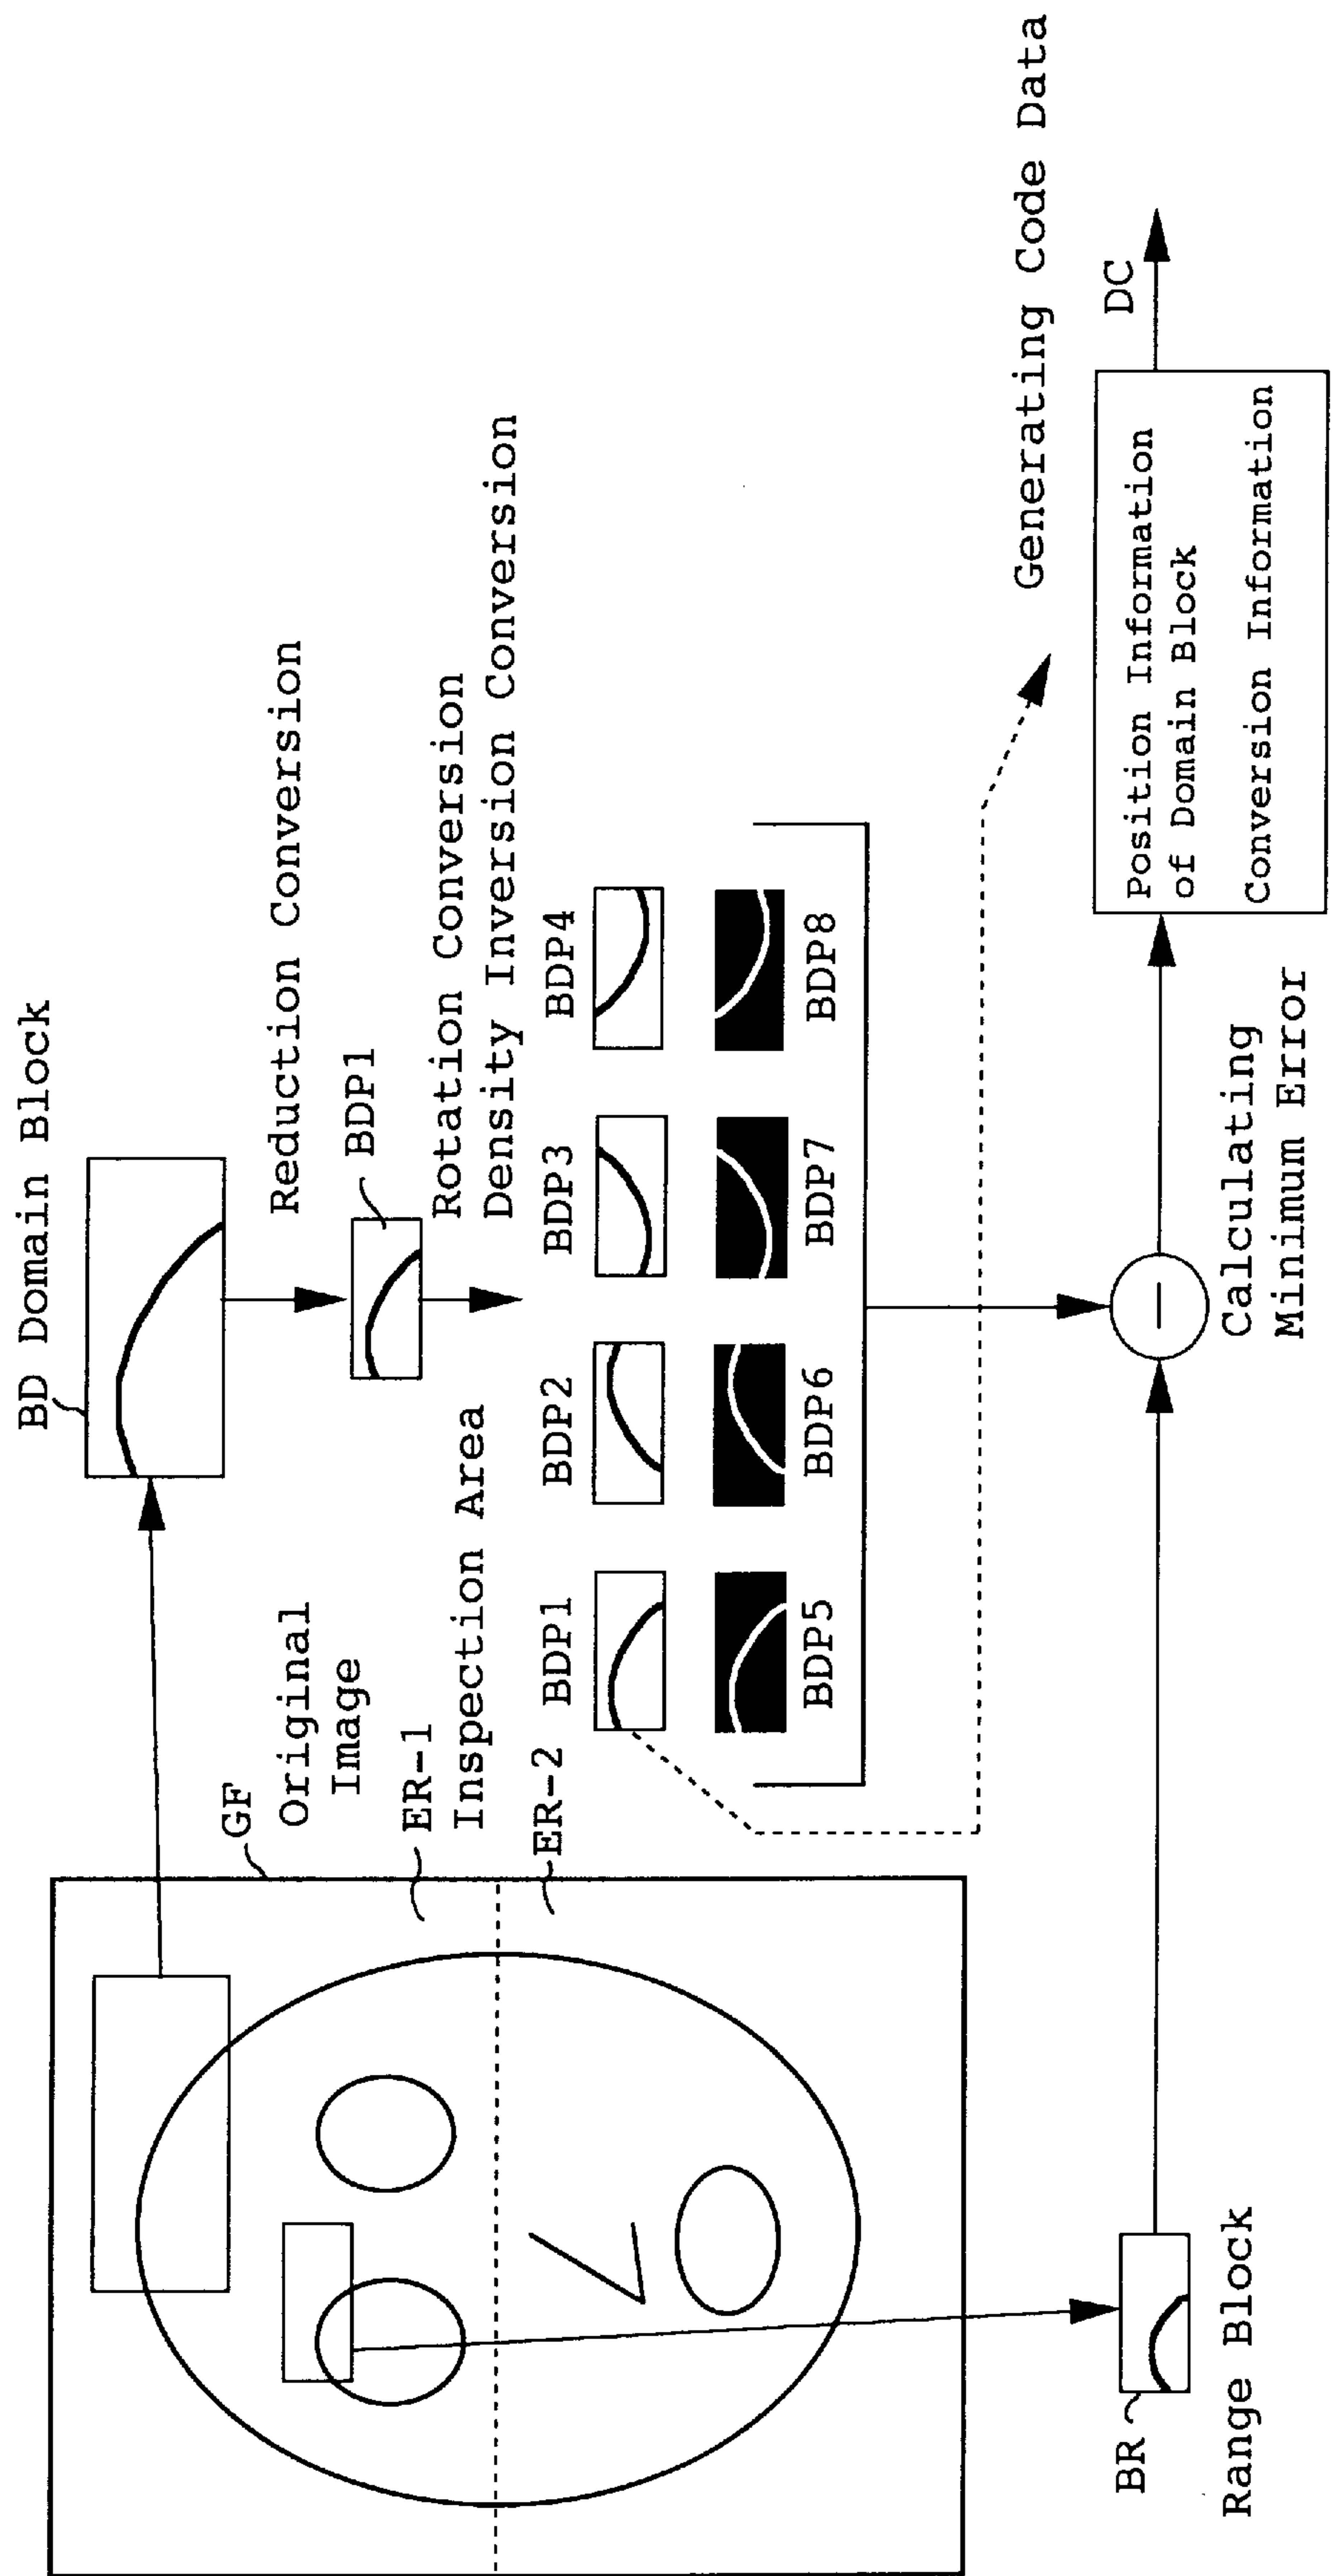 BD Domain Block
GF
Original
Image
ER-1
Inspection Area
ER-2
Reduction Conversion
BDP1
Rotation Conversion
Density Inversion Conversion
BDP1
BDP2
BDP3
BDP4
BDP5
BDP6
BDP7
BDP8
Generating Code Data
BR
Range Block
Calculating
Minimum Error
Position Information
of Domain Block
Conversion Information
DC